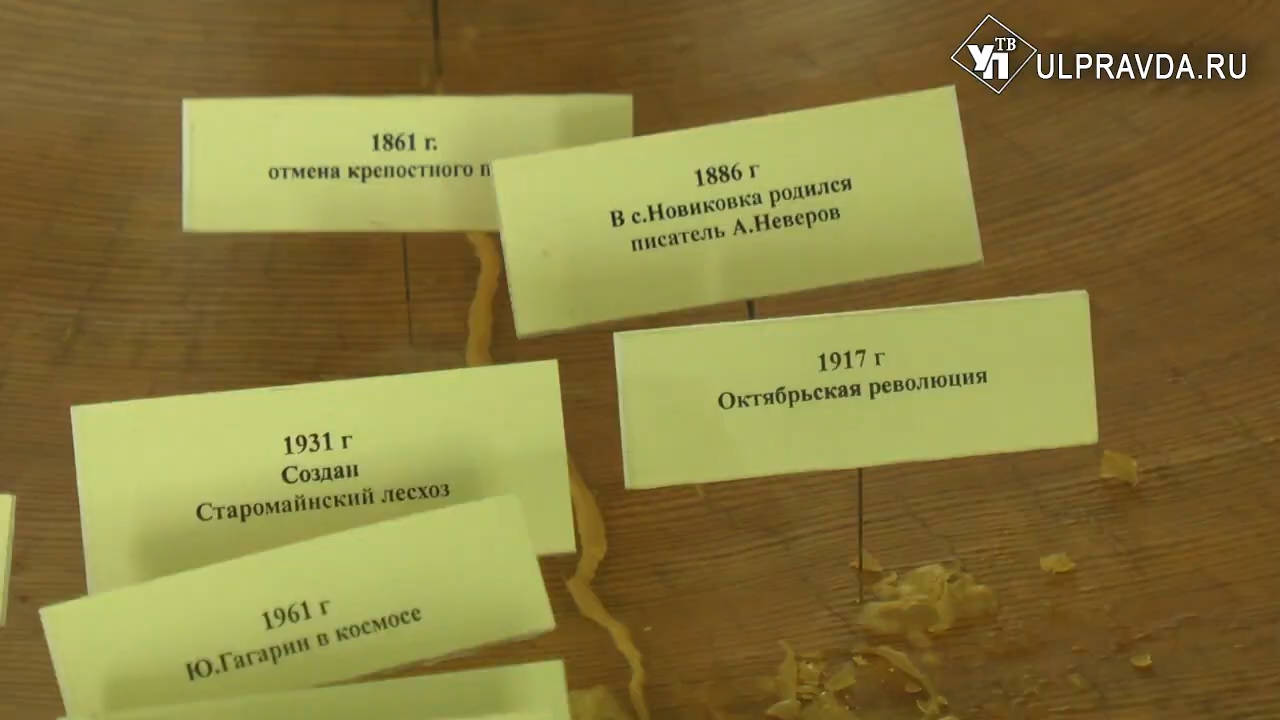 УП ТВ
ULPRAVDA.RU
1861 г.
отмена крепостного
1886 г
В с.Новиковка родился
писатель А.Неверов
1917 г
Октябрьская революция
1931 г
Создан
Старомайнский лесхоз
1961 г
Ю.Гагарин в космосе